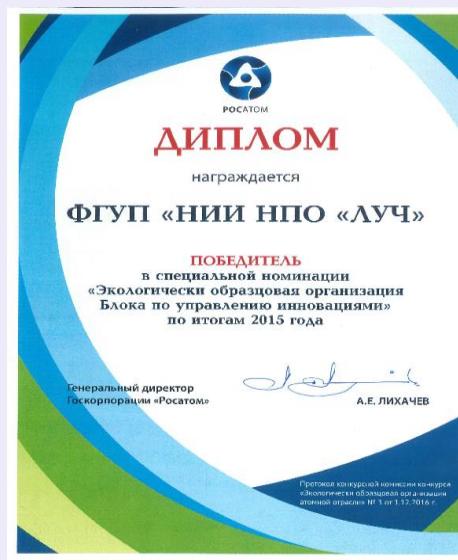 РОСАТОМ
ДИПЛОМ
награждается
ФГУП «НИИ НПО «ЛУЧ»
ПОБЕДИТЕЛЬ
в специальной номинации
«Экологически образцовая организация
Блока по управлению инновациями»
по итогам 2015 года
Генеральный директор
Госкорпорации «Росатом»
А.Е. ЛИХАЧЕВ
Протокол конкурсной комиссии конкурса
«Экологически образцовая организация
атомной отрасли» № 3 от 1.12.2016 г.